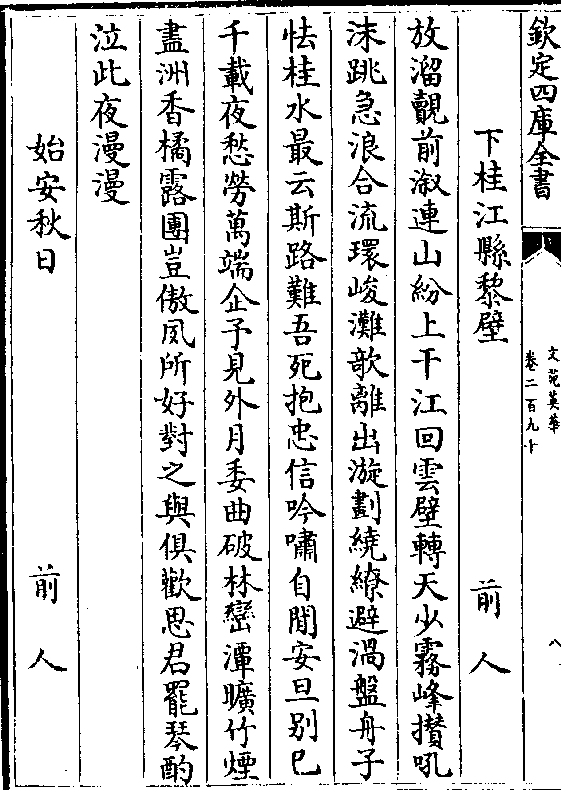 欽定四庫全書
文苑英華
卷二百九十
八
下桂江縣黎壁
前人
放溜覿前溆連山紛上干江回雲壁轉天少霧峰攢吼
沫跳急浪合流環峻灘欹離出漩劃繞繚避渦盤舟子
怯桂水最云斯路難吾死抱忠信吟嘯自閒安旦别已
千載夜愁勞萬端企予見外月委曲破林巒潭曠竹煙
盡洲香橘露團豈傲夙所好對之與俱歡思君罷琴酌
泣此夜漫漫
始安秋日
前人